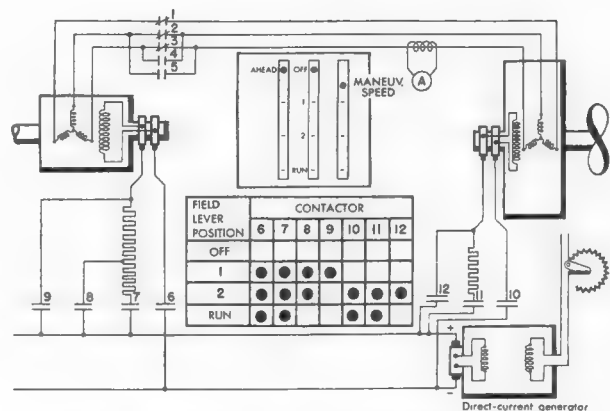 1
2
3
4
5
AHEAD
OFF
1
2
RUN
MANEUV.
SPEED
A
FIELD
LEVER
POSITION
CONTACTOR
6 7 8 9 10 11 12
OFF
1
2
RUN
9
8
7
6
12
11
10
+
-
Direct-current generator